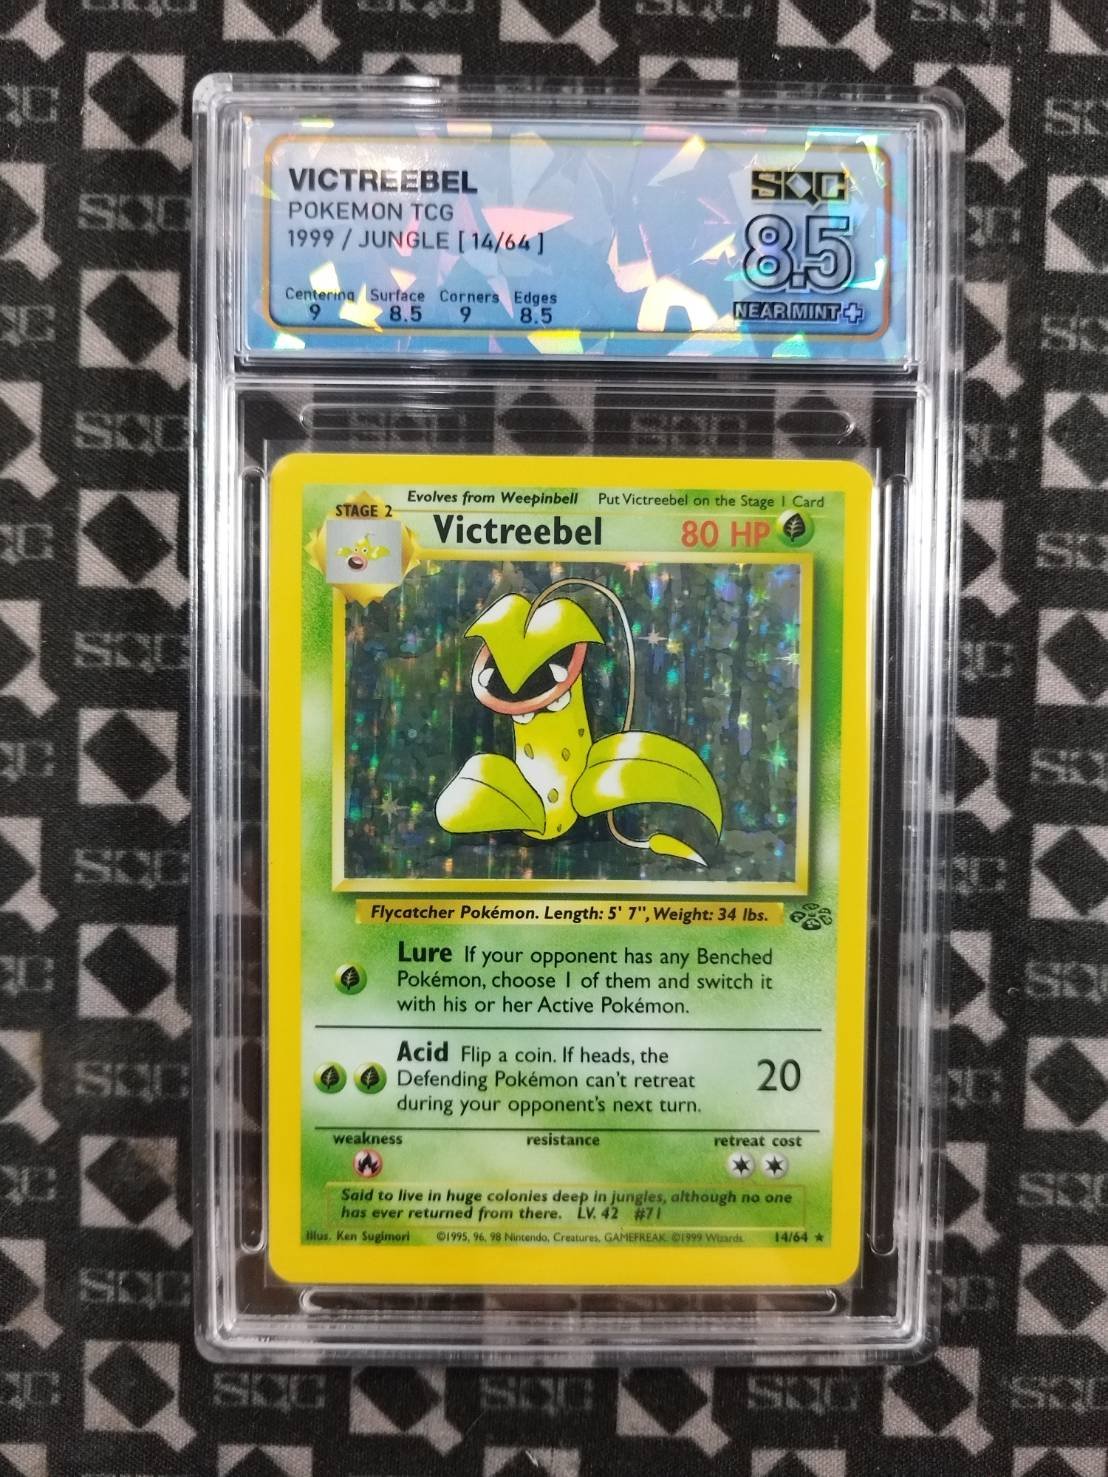 VICTREEBEL
POKEMON TCG
1999 / JUNGLE [ 14/64 ]
Centering Surface Corners Edges
9 8.5 9 8.5
SQC
8.5
NEAR MINT +
Evolves from Weepinbell Put Victreebel on the Stage 1 Card
STAGE 2
Victreebel 80 HP
Flycatcher Pokémon. Length: 5' 7", Weight: 34 lbs.
Lure If your opponent has any Benched
Pokémon, choose 1 of them and switch it
with his or her Active Pokémon.
Acid Flip a coin. If heads, the
Defending Pokémon can't retreat
during your opponent's next turn.
20
weakness resistance retreat cost
Said to live in huge colonies deep in jungles, although no one
has ever returned from there. LV. 42 #71
Illus. Ken Sugimori ©1995, 96, 98 Nintendo, Creatures, GAMEFREAK. ©1999 Wizards. 14/64 ★